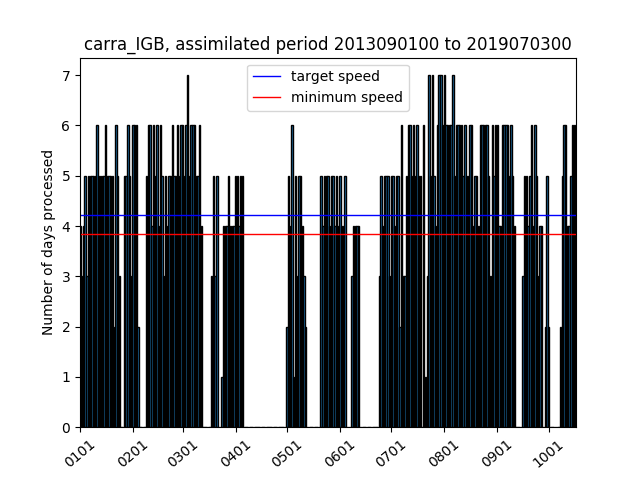 carra_IGB, assimilated period 2013090100 to 2019070300
target speed
minimum speed
Number of days processed
7
6
5
4
3
2
1
0
0101 0201 0301 0401 0501 0601 0701 0801 0901 1001